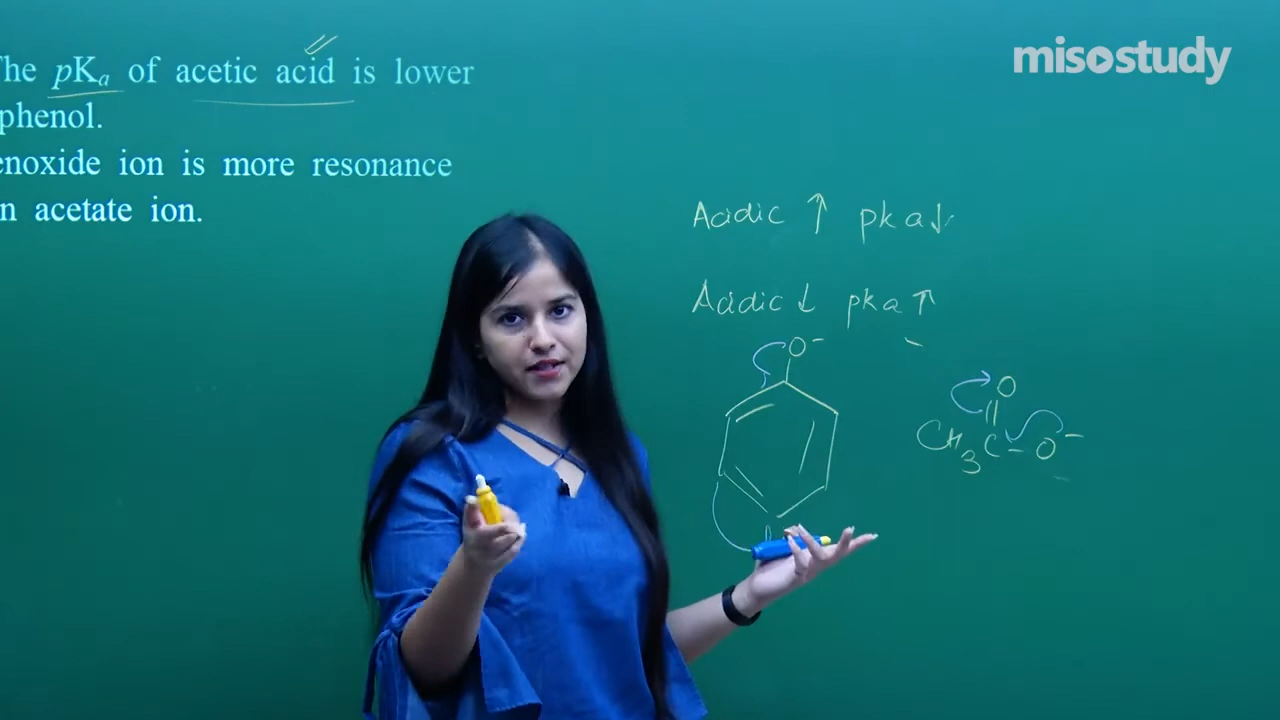 misostudy
The pKa of acetic acid is lower
phenol.
enoxide ion is more resonance
n acetate ion.
Acidic ↑ pka↓
Acidic ↓ pka↑
O⁻
O
CH3 C - O⁻